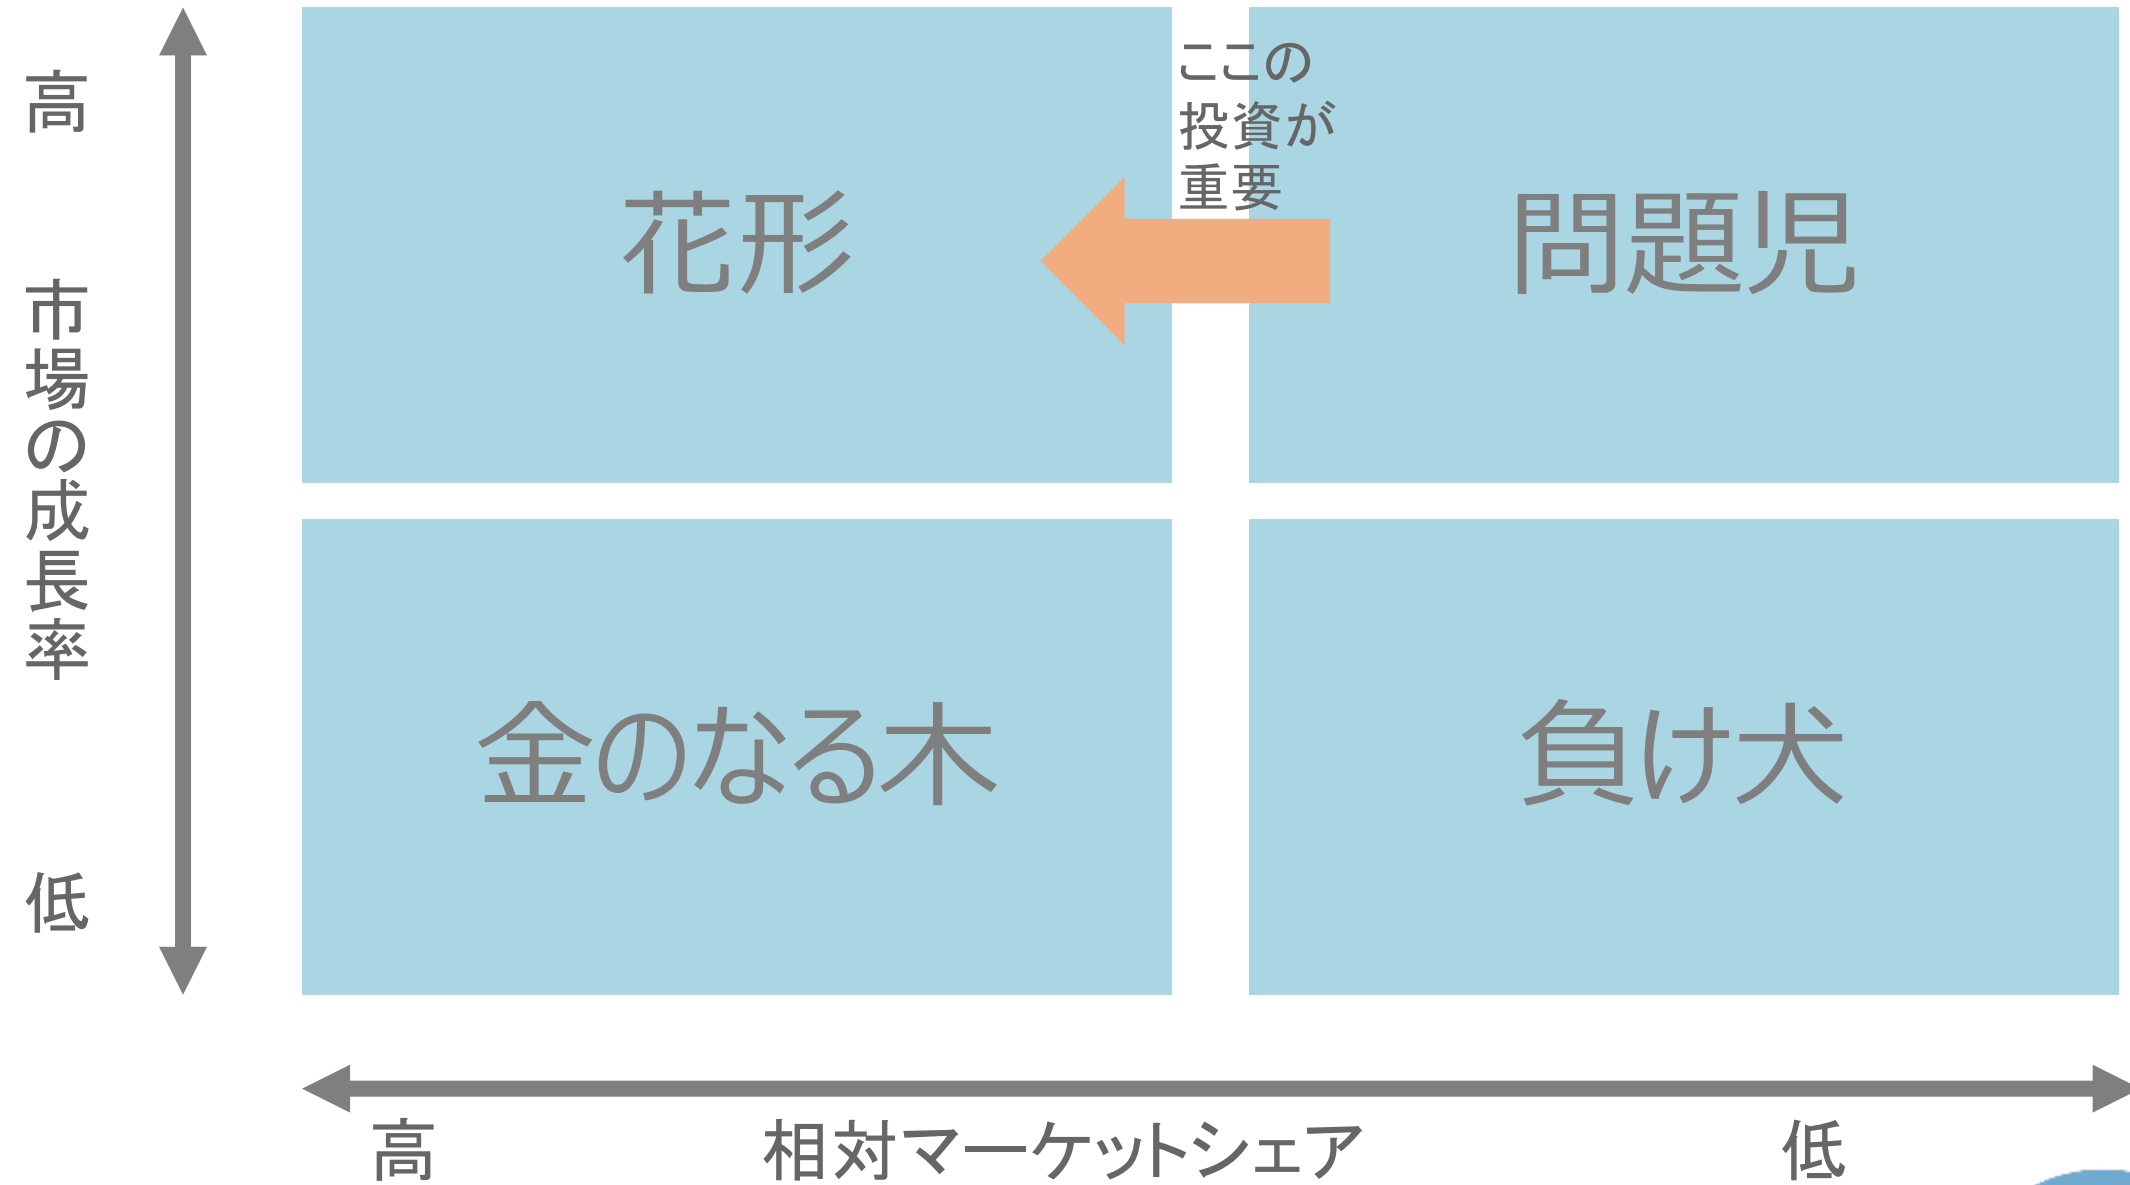 高
市場の成長率
低
ここの
投資が
重要
花形
問題児
金のなる木
負け犬
高
相対マーケットシェア
低